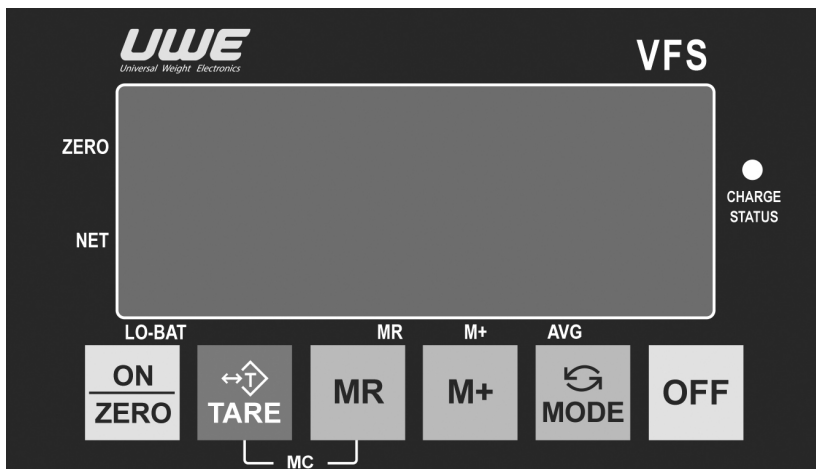 UWE
VFS
Universal Weight Electronics
ZERO
CHARGE
STATUS
NET
LO-BAT MR M+ AVG
ON
ZERO
T
TARE
MR
M+
MODE
OFF
MC